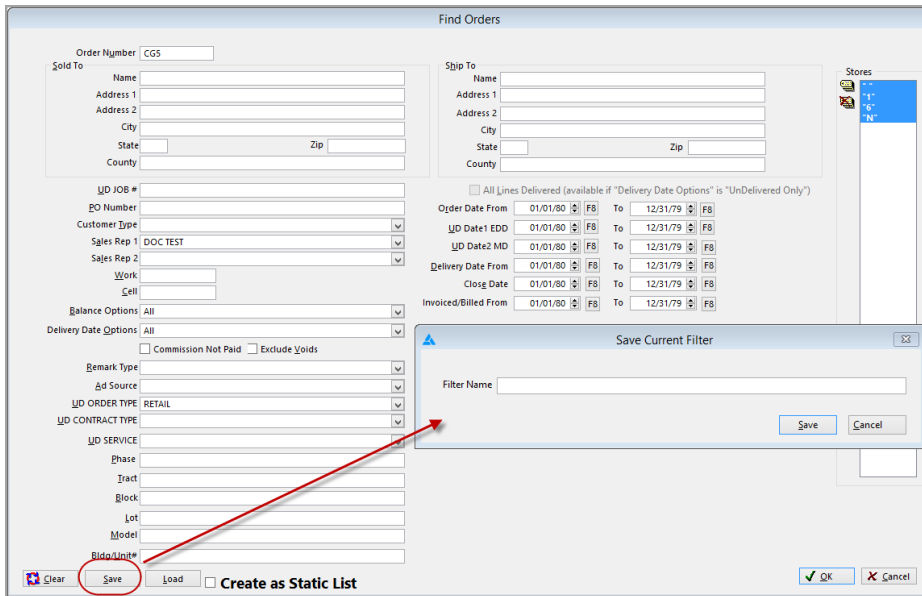 Find Orders
Order Number CG5
Sold To
Name
Address 1
Address 2
City
State Zip
County
Ship To
Name
Address 1
Address 2
City
State Zip
County
Stores
" "
"1"
"6"
"N"
UD JOB #
PO Number
Customer Type
Sales Rep 1 DOC TEST
Sales Rep 2
Work
Cell
Balance Options All
Delivery Date Options All
Commission Not Paid Exclude Voids
Remark Type
Ad Source
UD ORDER TYPE RETAIL
UD CONTRACT TYPE
UD SERVICE
Phase
Tract
Block
Lot
Model
Bldg/Unit#
All Lines Delivered (available if "Delivery Date Options" is "UnDelivered Only")
Order Date From 01/01/80 F8 To 12/31/79 F8
UD Date1 EDD 01/01/80 F8 To 12/31/79 F8
UD Date2 MD 01/01/80 F8 To 12/31/79 F8
Delivery Date From 01/01/80 F8 To 12/31/79 F8
Close Date 01/01/80 F8 To 12/31/79 F8
Invoiced/Billed From 01/01/80 F8 To 12/31/79 F8
Save Current Filter
Filter Name
Save Cancel
Clear Save Load Create as Static List
OK Cancel